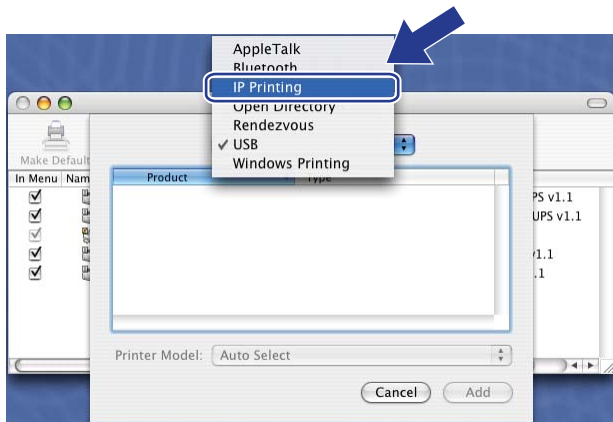 AppleTalk
Bluetooth
IP Printing
Open Directory
Rendezvous
✓ USB
Windows Printing
Make Default
In Menu Nam
Product Type
PS v1.1
UPS v1.1
v1.1
.1
Printer Model: Auto Select
Cancel Add